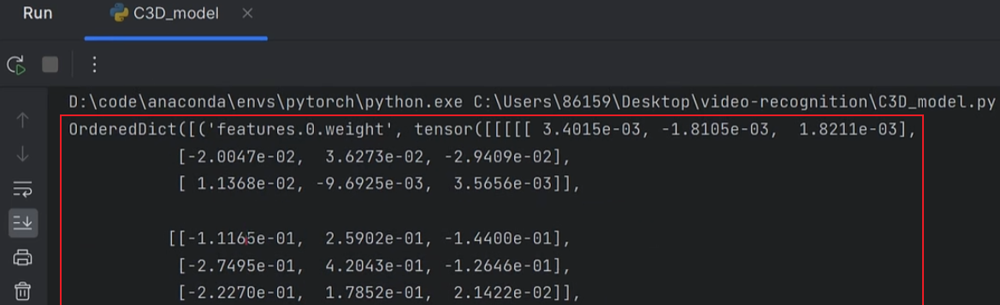 Run C3D_model
D:\code\anaconda\envs\pytorch\python.exe C:\Users\86159\Desktop\video-recognition\C3D_model.py
OrderedDict([('features.0.weight', tensor([[[[[ 3.4015e-03, -1.8105e-03,  1.8211e-03],
[-2.0047e-02,  3.6273e-02, -2.9409e-02],
[ 1.1368e-02, -9.6925e-03,  3.5656e-03]],
[[-1.1165e-01,  2.5902e-01, -1.4400e-01],
[-2.7495e-01,  4.2043e-01, -1.2646e-01],
[-2.2270e-01,  1.7852e-01,  2.1422e-02]],